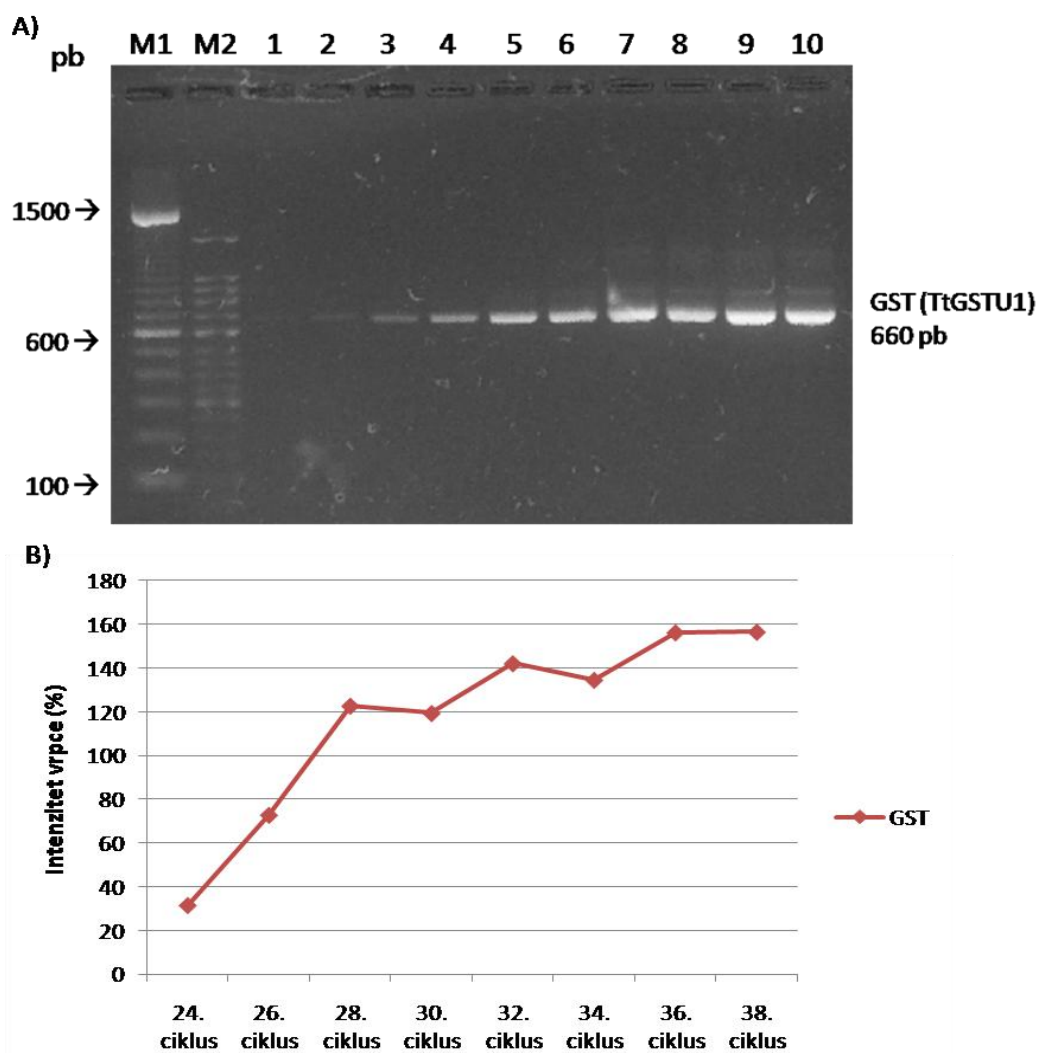 A)
pb M1 M2 1 2 3 4 5 6 7 8 9 10
1500→
GST (TtGSTU1)
660 pb
600→
100→
B)
180
160
140
120
100
80
60
40
20
0
Intenzitet vrpce (%)
GST
24. 26. 28. 30. 32. 34. 36. 38.
ciklus ciklus ciklus ciklus ciklus ciklus ciklus ciklus